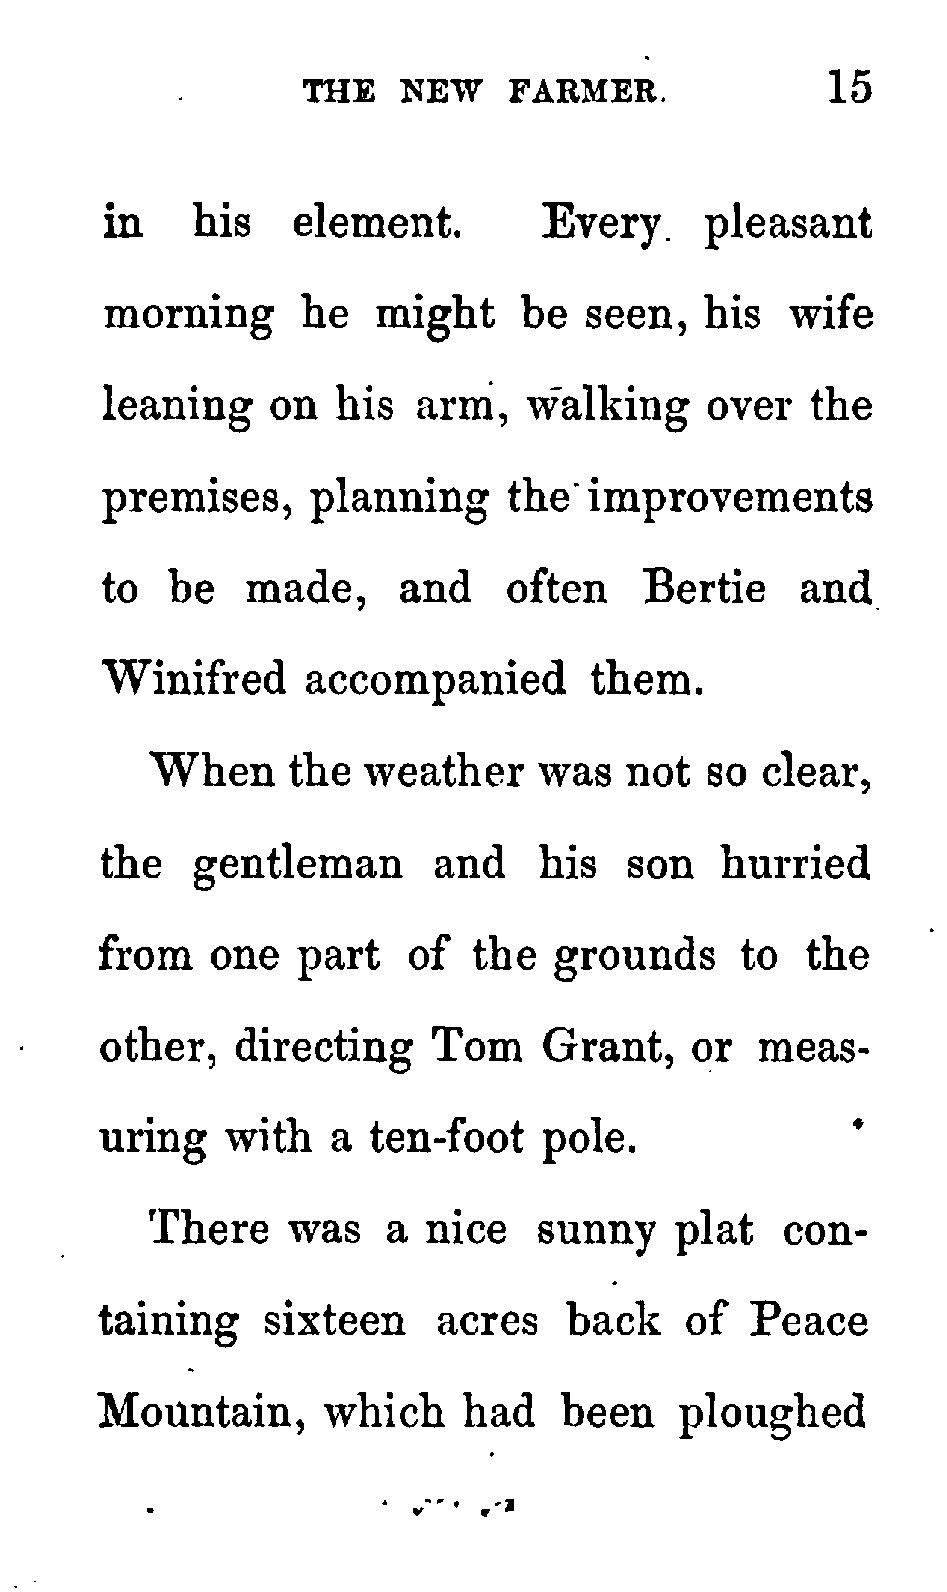 THE NEW FARMER. 15
in his element. Every pleasant
morning he might be seen, his wife
leaning on his arm, walking over the
premises, planning the improvements
to be made, and often Bertie and
Winifred accompanied them.
When the weather was not so clear,
the gentleman and his son hurried
from one part of the grounds to the
other, directing Tom Grant, or meas-
uring with a ten-foot pole.
There was a nice sunny plat con-
taining sixteen acres back of Peace
Mountain, which had been ploughed